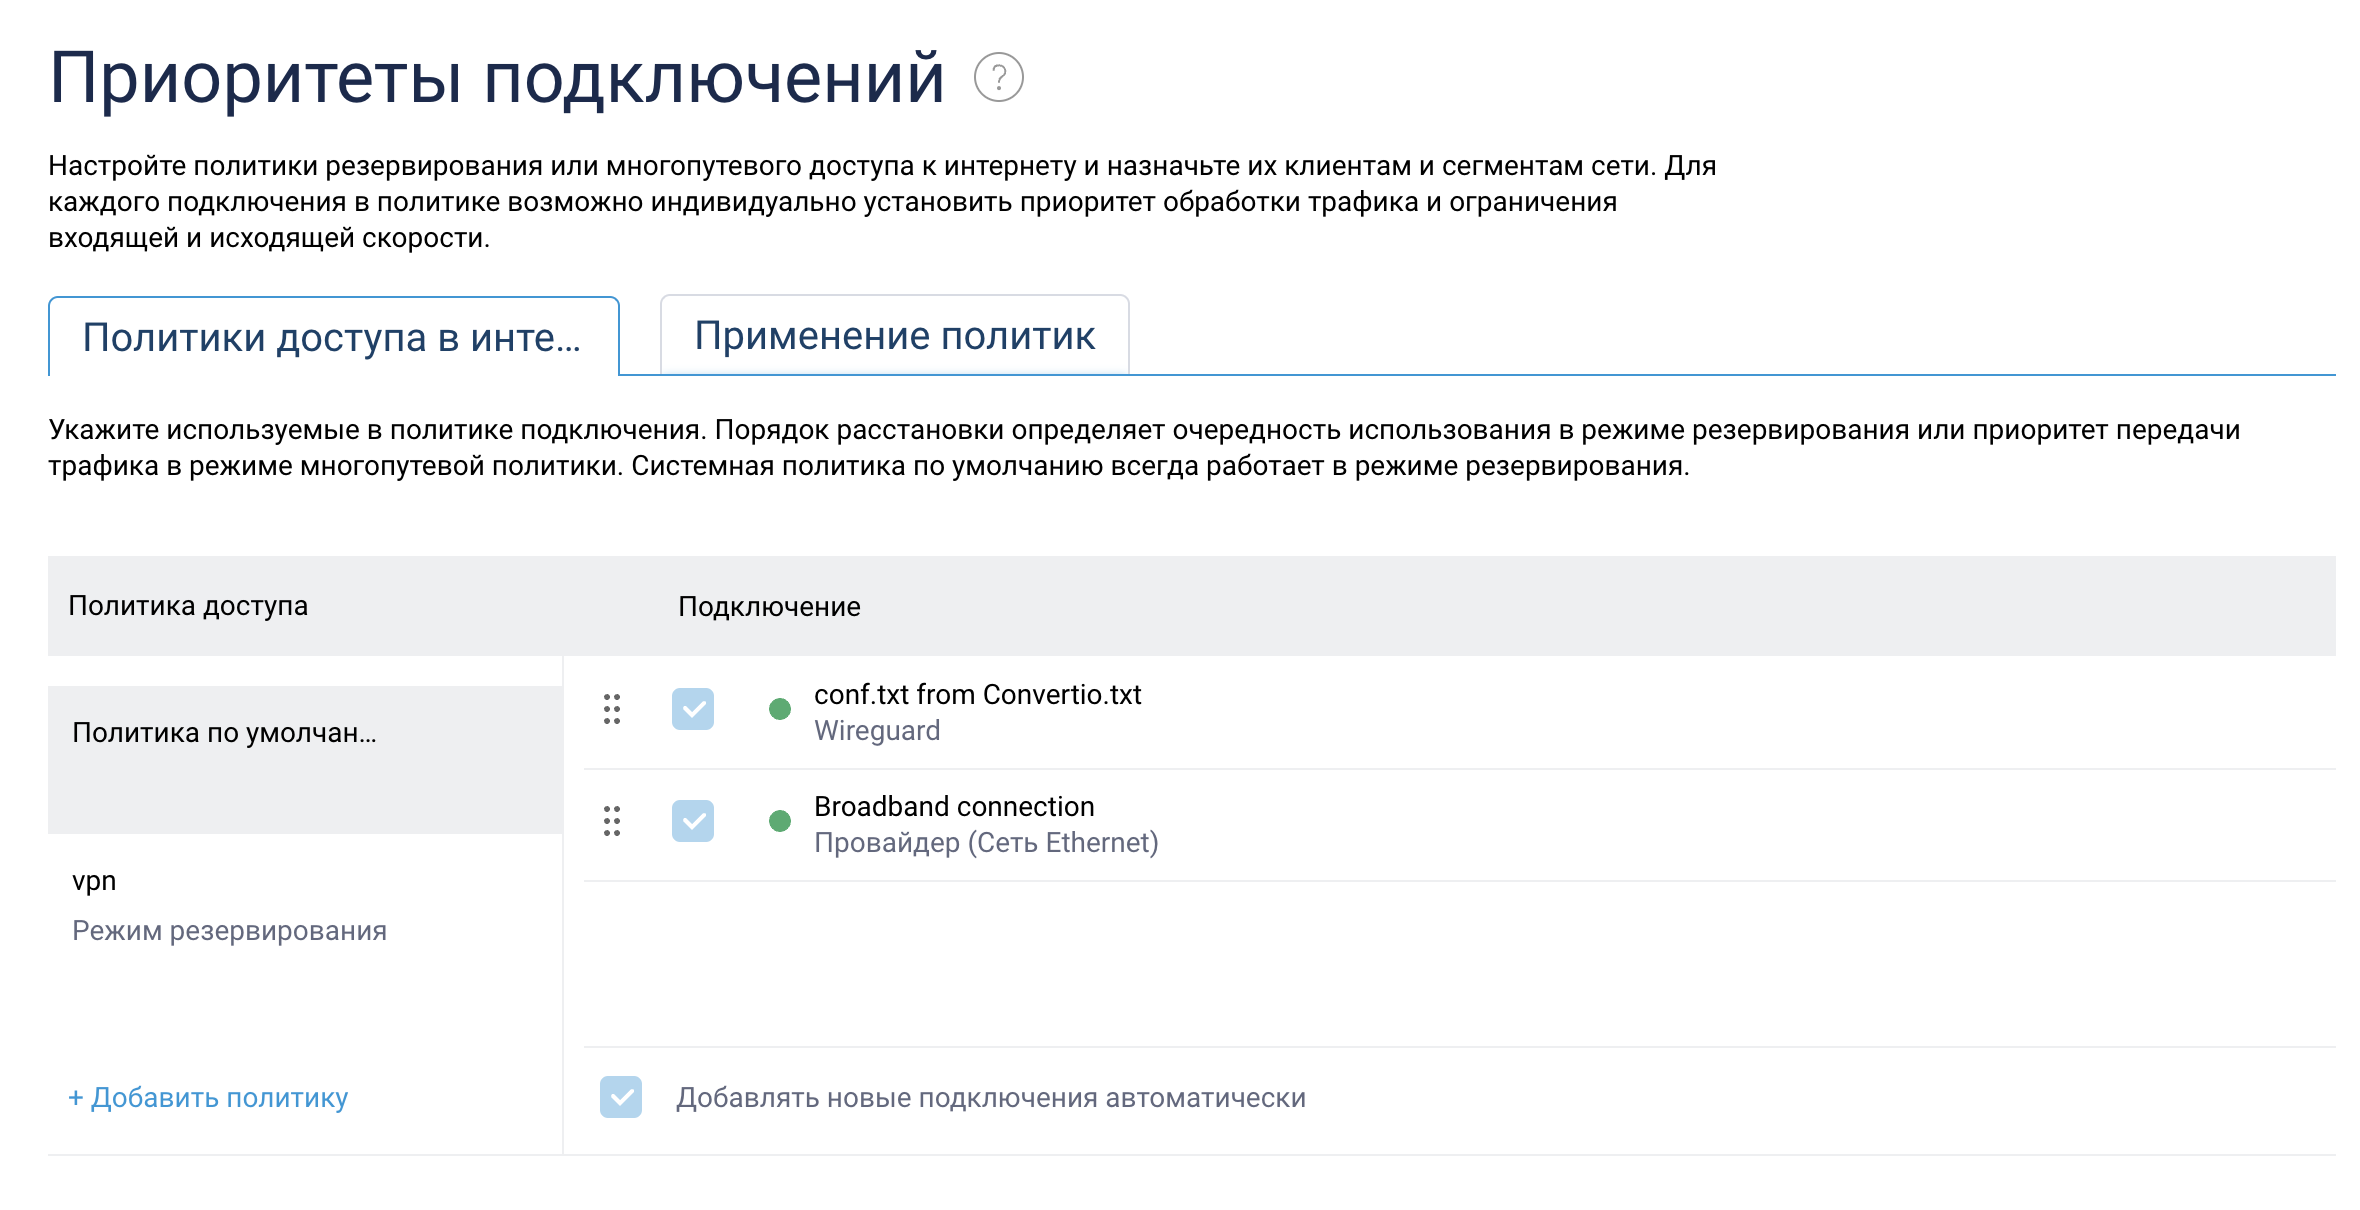 Приоритеты подключений ?
Настройте политики резервирования или многопутевого доступа к интернету и назначьте их клиентам и сегментам сети. Для
каждого подключения в политике возможно индивидуально установить приоритет обработки трафика и ограничения
входящей и исходящей скорости.
Политики доступа в инте...
Применение политик
Укажите используемые в политике подключения. Порядок расстановки определяет очередность использования в режиме резервирования или приоритет передачи
трафика в режиме многопутевой политики. Системная политика по умолчанию всегда работает в режиме резервирования.
Политика доступа
Подключение
Политика по умолчан...
vpn
Режим резервирования
+ Добавить политику
conf.txt from Convertio.txt
Wireguard
Broadband connection
Провайдер (Сеть Ethernet)
Добавлять новые подключения автоматически